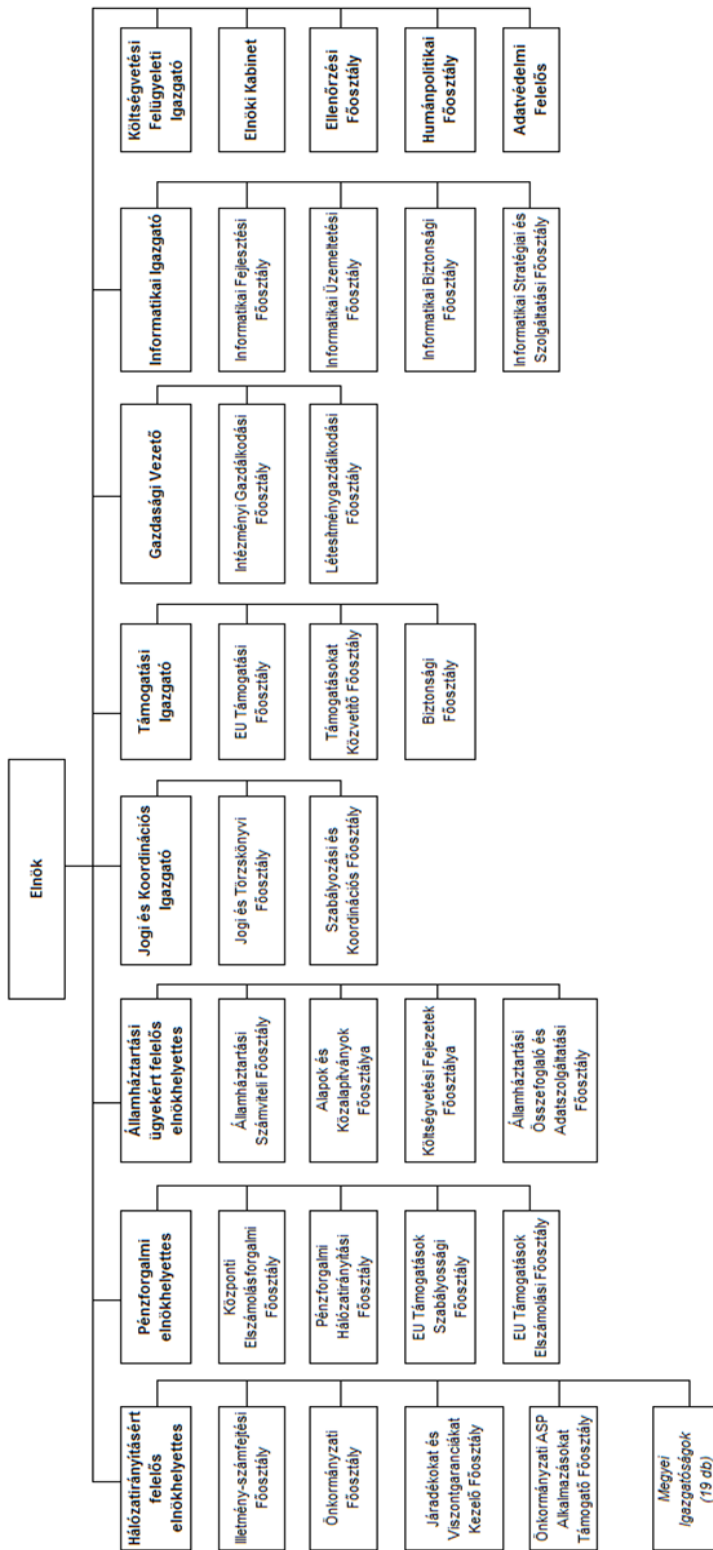 Elnök
Hálózatirányításért
felelős
elnökhelyettes
Illetmény-számfejtési
Főosztály
Önkormányzati
Főosztály
Járadékokat és
Viszontgaranciákat
Kezelő Főosztály
Önkormányzati ASP
Alkalmazásokat
Támogató Főosztály
Megyei
Igazgatóságok
(19 db)
Pénzforgalmi
elnökhelyettes
Központi
Elszámolásforgalmi
Főosztály
Pénzforgalmi
Hálózatirányítási
Főosztály
EU Támogatások
Szabályossági
Főosztály
EU Támogatások
Elszámolási Főosztály
Államháztartási
ügyekért felelős
elnökhelyettes
Államháztartási
Számviteli Főosztály
Alapok és
Közalapítványok
Főosztálya
Költségvetési Fejezetek
Főosztálya
Államháztartási
Összefoglaló és
Adatszolgáltatási
Főosztály
Jogi és Koordinációs
Igazgató
Jogi és Törzskönyvi
Főosztály
Szabályozási és
Koordinációs Főosztály
Támogatási
Igazgató
EU Támogatási
Főosztály
Támogatásokat
Közvetítő Főosztály
Biztonsági
Főosztály
Gazdasági Vezető
Intézményi Gazdálkodási
Főosztály
Létesítménygazdálkodási
Főosztály
Informatikai Igazgató
Informatikai Fejlesztési
Főosztály
Informatikai Üzemeltetési
Főosztály
Informatikai Biztonsági
Főosztály
Informatikai Stratégiai és
Szolgáltatási Főosztály
Költségvetési
Felügyeleti
Igazgató
Elnöki Kabinet
Ellenőrzési
Főosztály
Humánpolitikai
Főosztály
Adatvédelmi
Felelős